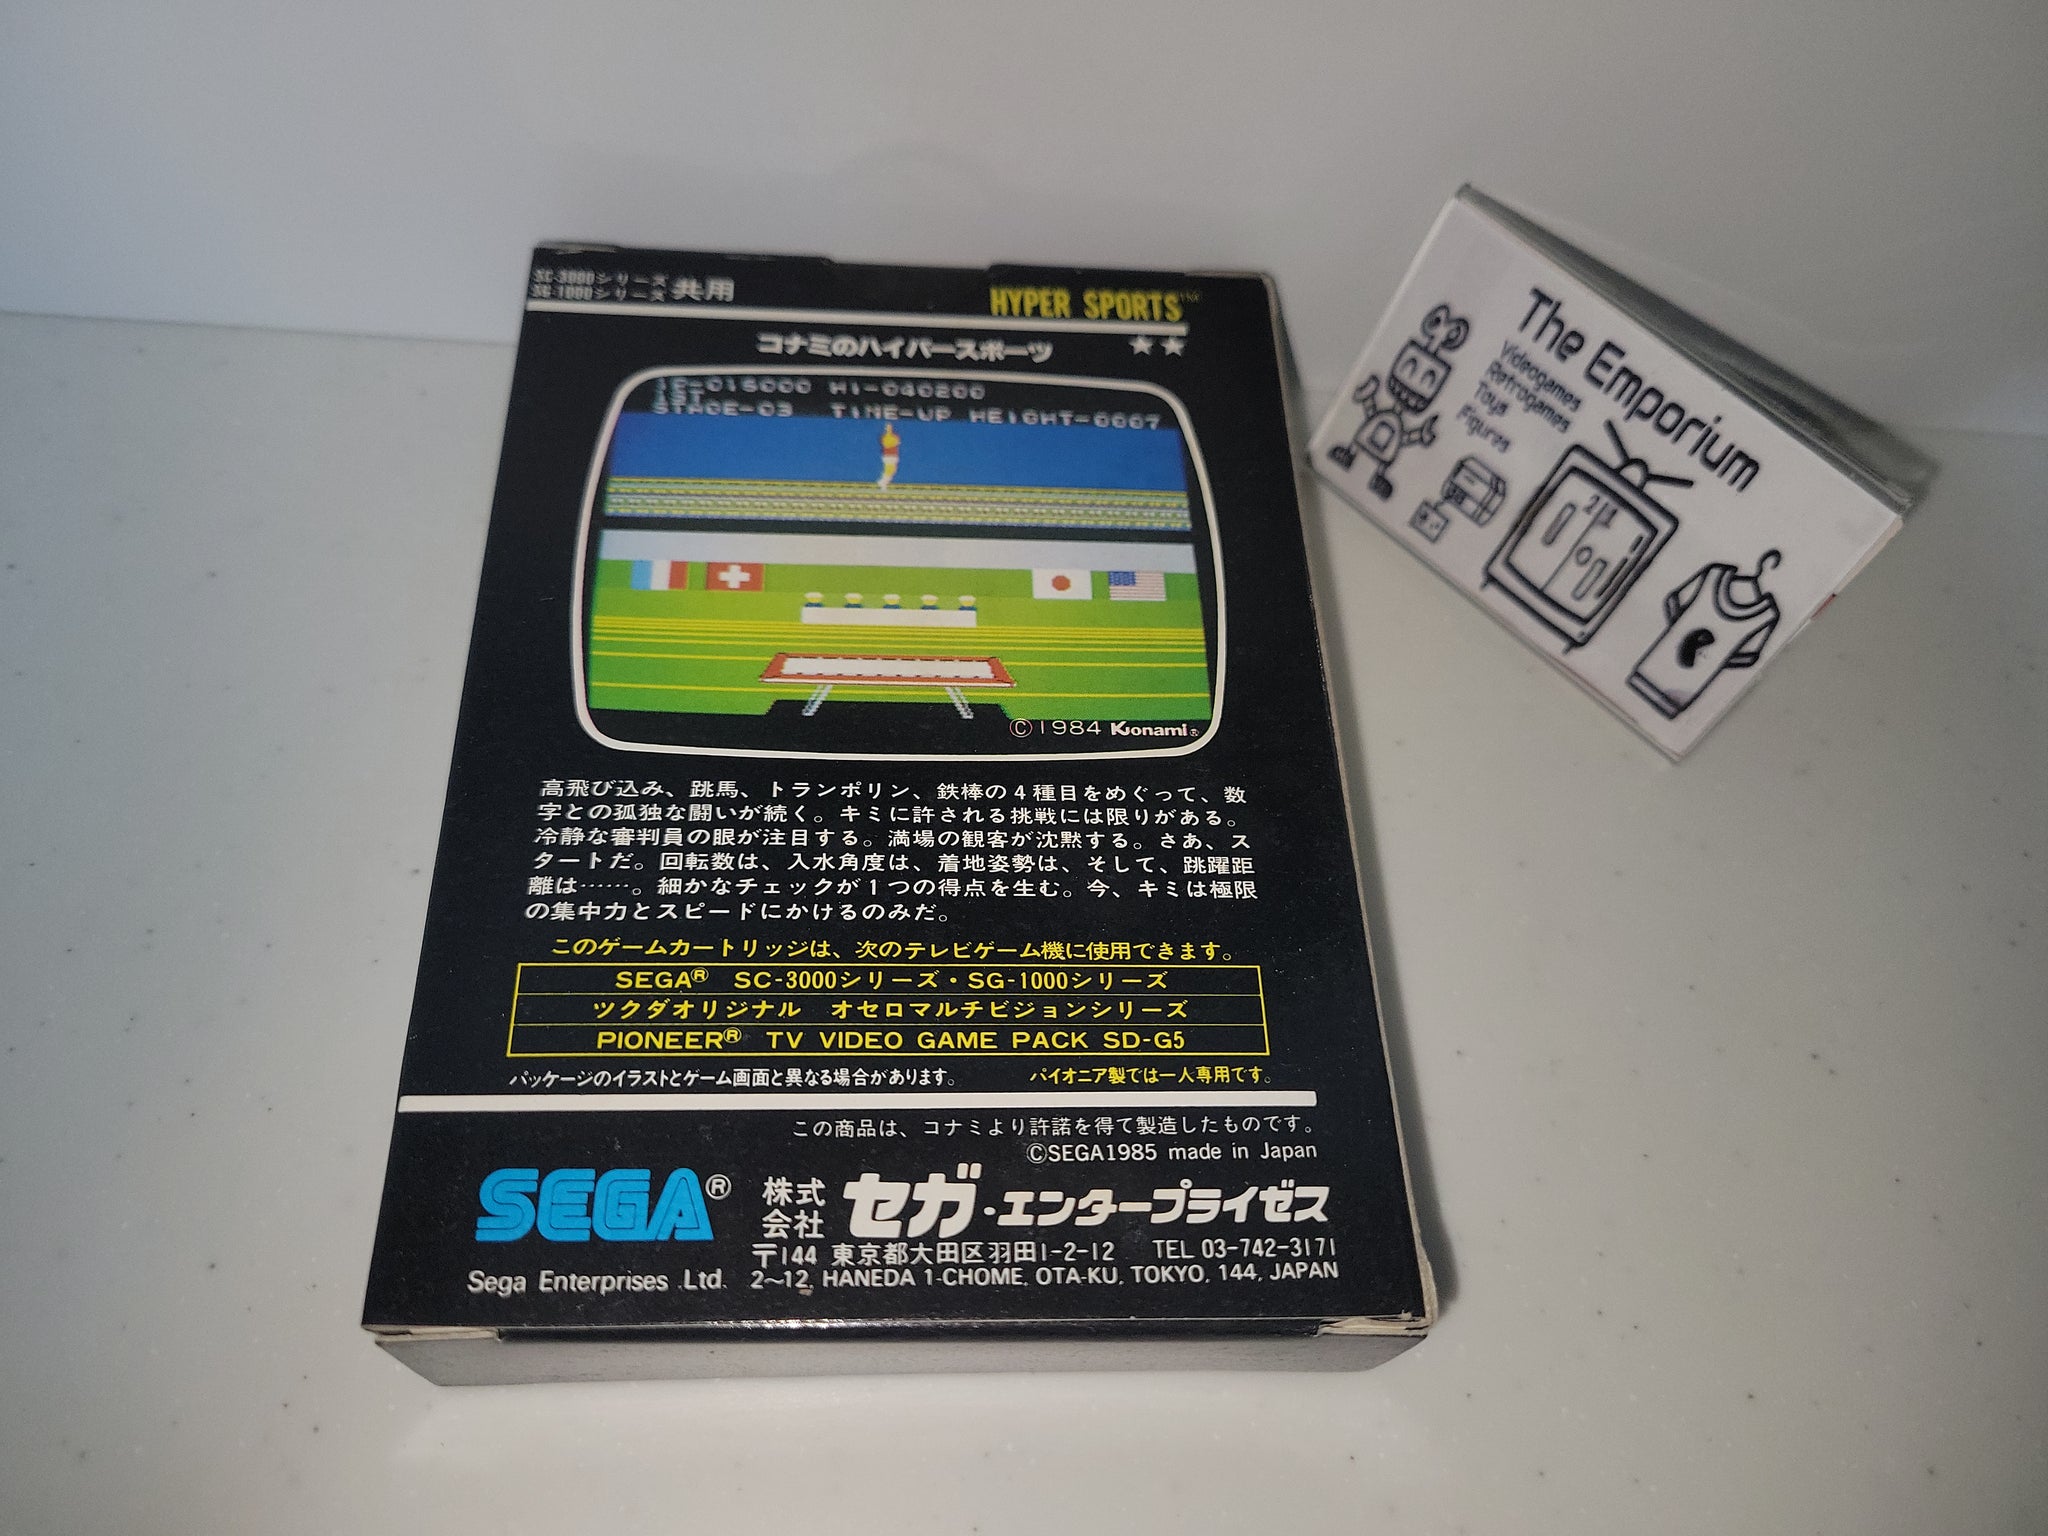 SC-3000シリーズ
SG-1000シリーズ 共用
HYPER SPORTS™
コナミのハイパースポーツ ★★
SC-015000 HI-040200
1ST
STAGE-03 TIME-UP HEIGHT-0007
©1984 Konami®
高飛び込み、跳馬、トランポリン、鉄棒の4種目をめぐって、数
字との孤独な闘いが続く。キミに許される挑戦には限りがある。
冷静な審判員の眼が注目する。満場の観客が沈黙する。さあ、ス
タートだ。回転数は、入水角度は、着地姿勢は、そして、跳躍距
離は……。細かなチェックが1つの得点を生む。今、キミは極限
の集中力とスピードにかけるのみだ。
このゲームカートリッジは、次のテレビゲーム機に使用できます。
SEGA® SC-3000シリーズ・SG-1000シリーズ
ツクダオリジナル オセロマルチビジョンシリーズ
PIONEER® TV VIDEO GAME PACK SD-G5
パッケージのイラストとゲーム画面と異なる場合があります。 パイオニア製では一人専用です。
この商品は、コナミより許諾を得て製造したものです。
©SEGA1985 made in Japan
SEGA® 株式会社 セガ・エンタープライゼス
〒144 東京都大田区羽田1-2-12 TEL 03-742-3171
Sega Enterprises Ltd. 2~12, HANEDA 1-CHOME, OTA-KU, TOKYO, 144, JAPAN
The Emporium
Videogames
Retrogames
Toys
Figures